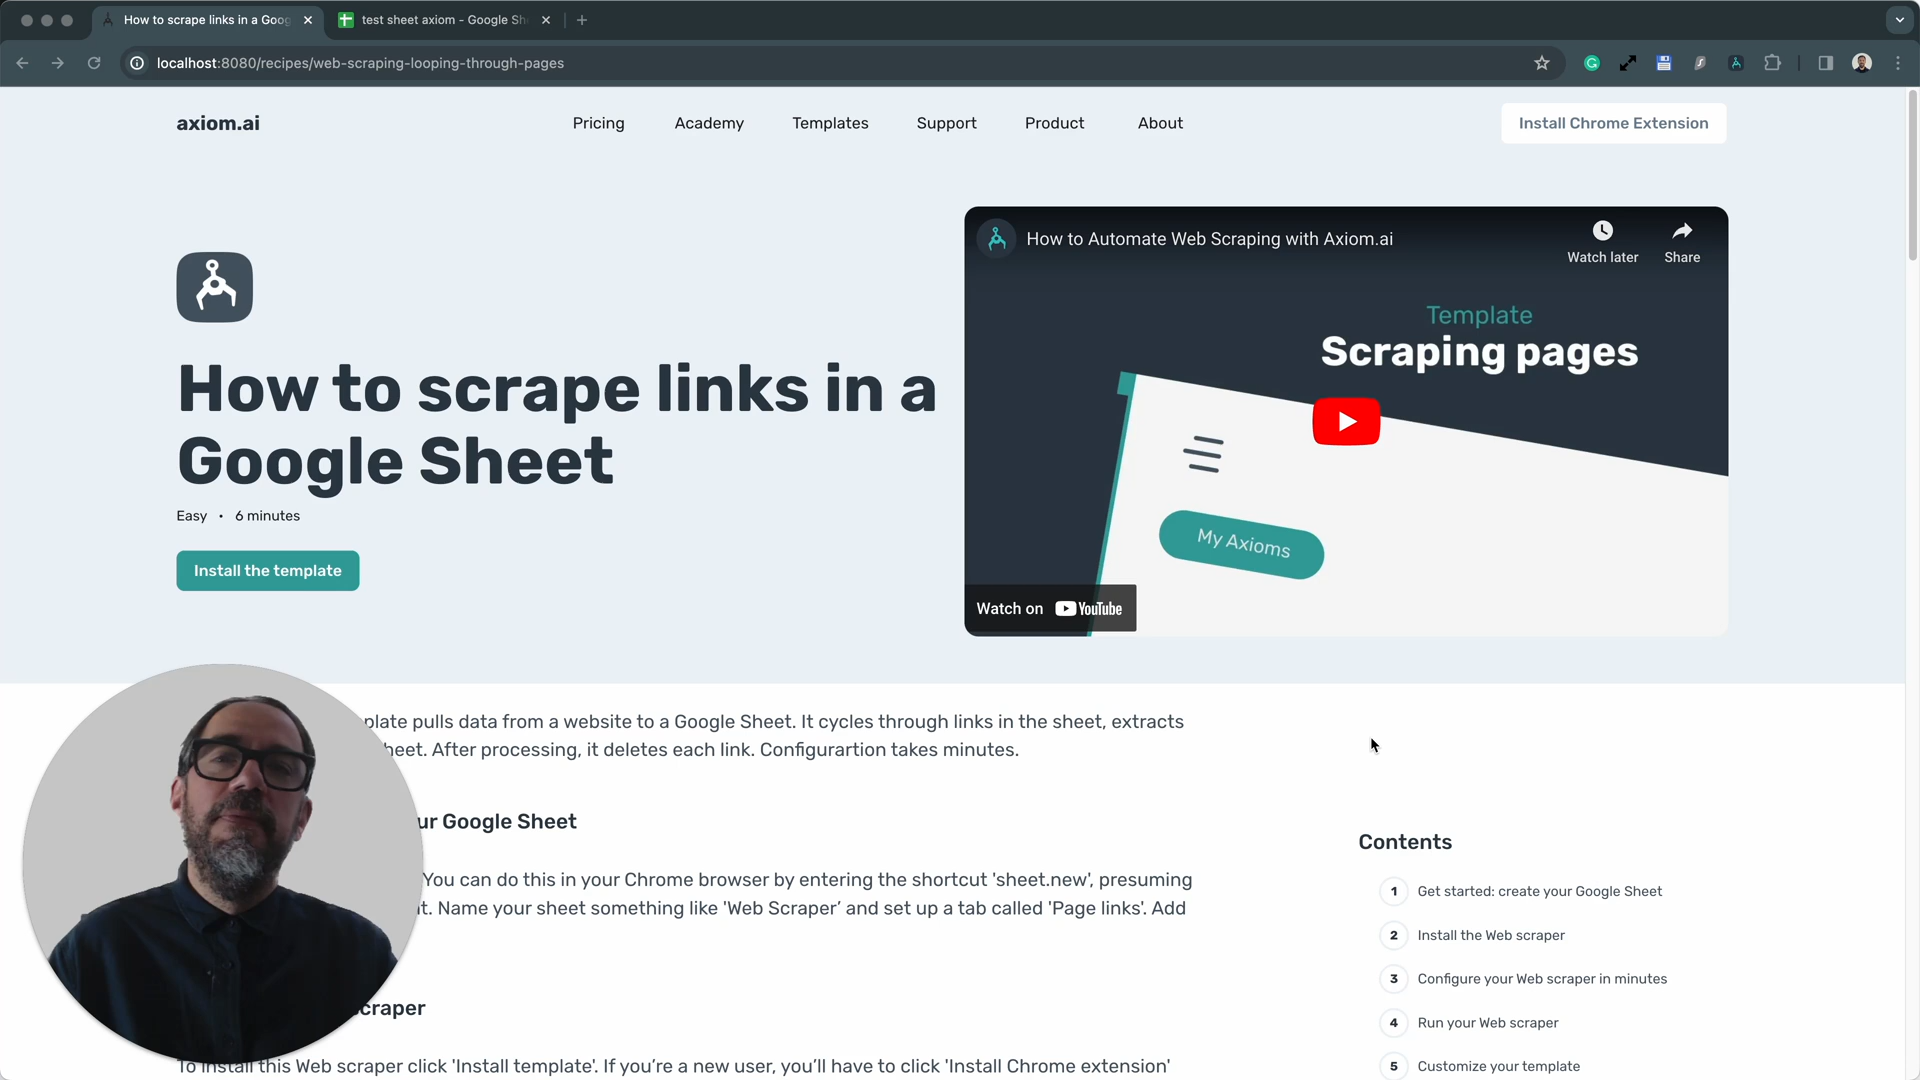 How to scrape links in a Goog
test sheet axiom - Google Sh
localhost:8080/recipes/web-scraping-looping-through-pages
axiom.ai
Pricing
Academy
Templates
Support
Product
About
Install Chrome Extension
How to Automate Web Scraping with Axiom.ai
Watch later
Share
Template
Scraping pages
My Axioms
Watch on YouTube
How to scrape links in a
Google Sheet
Easy • 6 minutes
Install the template
plate pulls data from a website to a Google Sheet. It cycles through links in the sheet, extracts
heet. After processing, it deletes each link. Configurartion takes minutes.
ur Google Sheet
You can do this in your Chrome browser by entering the shortcut 'sheet.new', presuming
t. Name your sheet something like 'Web Scraper’ and set up a tab called 'Page links'. Add
scraper
To install this Web scraper click 'Install template'. If you’re a new user, you’ll have to click 'Install Chrome extension'
Contents
1 Get started: create your Google Sheet
2 Install the Web scraper
3 Configure your Web scraper in minutes
4 Run your Web scraper
5 Customize your template